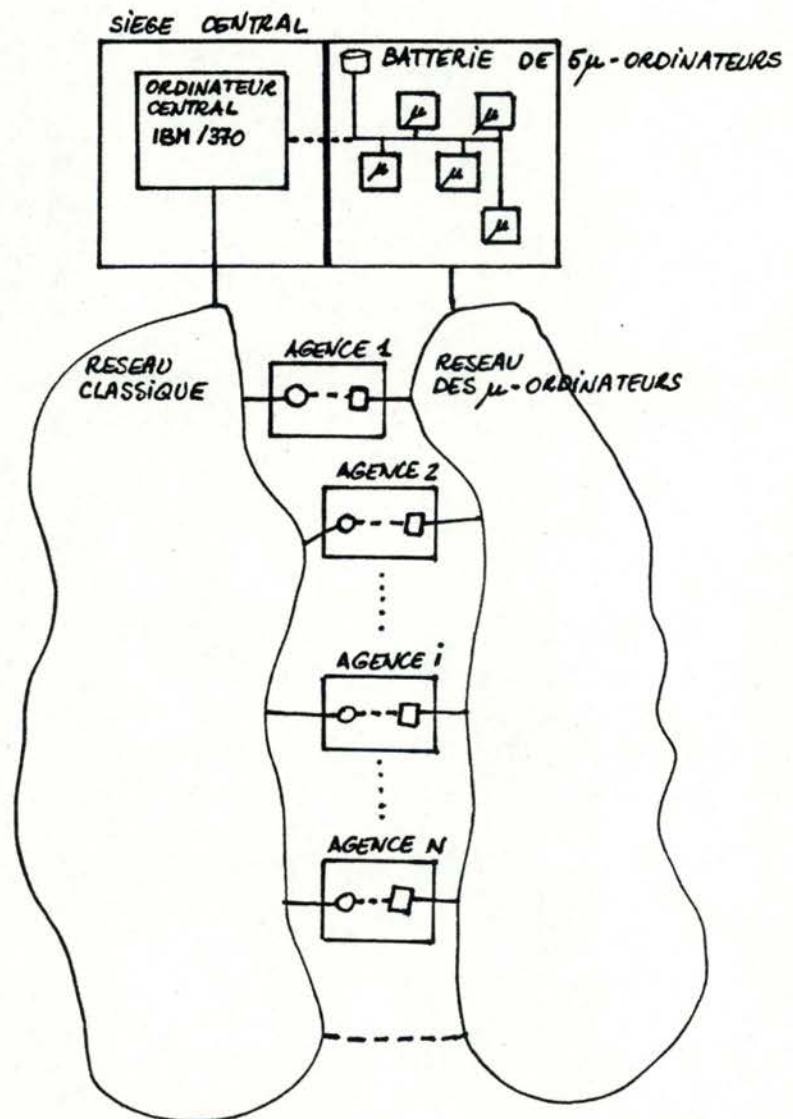 SIEGE CENTRAL
BATTERIE DE 5µ-ORDINATEURS
ORDINATEUR
CENTRAL
IBM /370
µ
µ
µ
µ
µ
RESEAU
CLASSIQUE
AGENCE 1
RESEAU
DES µ-ORDINATEURS
AGENCE 2
AGENCE i
AGENCE N